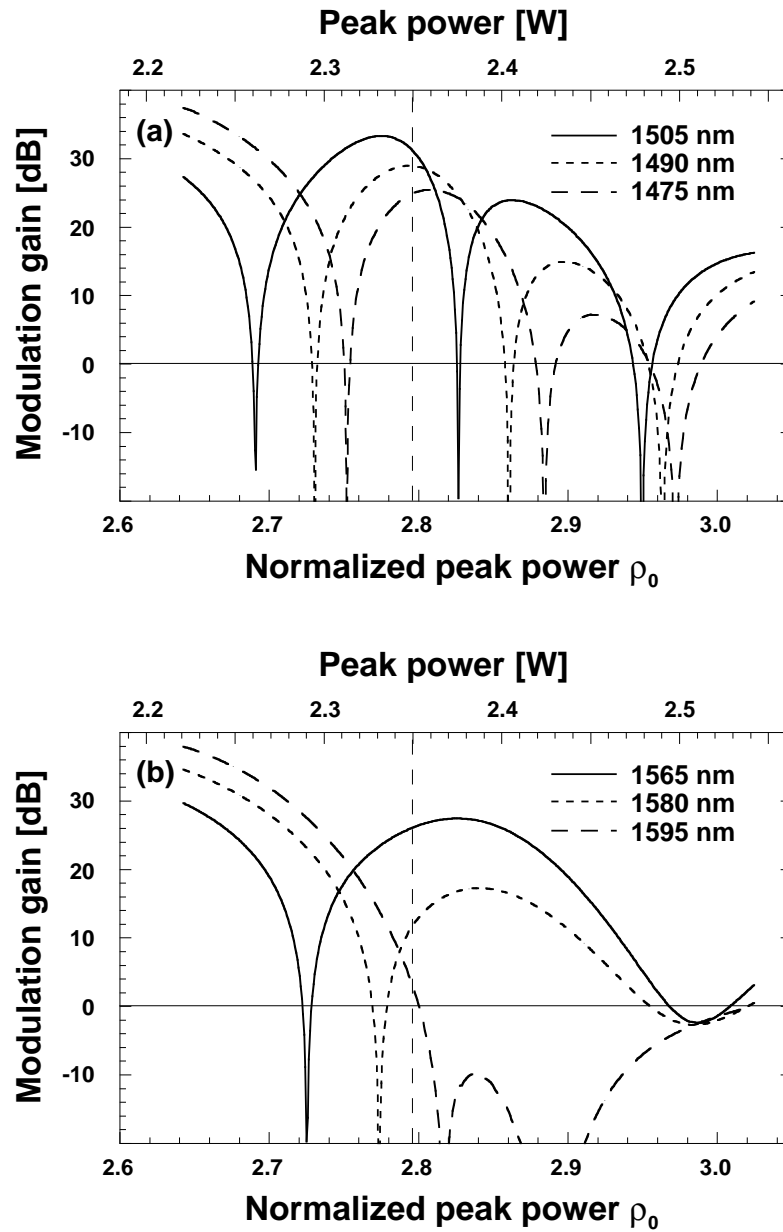 Peak power [W]
2.2 2.3 2.4 2.5
(a)
1505 nm
1490 nm
1475 nm
Modulation gain [dB]
30
20
10
0
-10
2.6 2.7 2.8 2.9 3.0
Normalized peak power ρ0
Peak power [W]
2.2 2.3 2.4 2.5
(b)
1565 nm
1580 nm
1595 nm
Modulation gain [dB]
30
20
10
0
-10
2.6 2.7 2.8 2.9 3.0
Normalized peak power ρ0